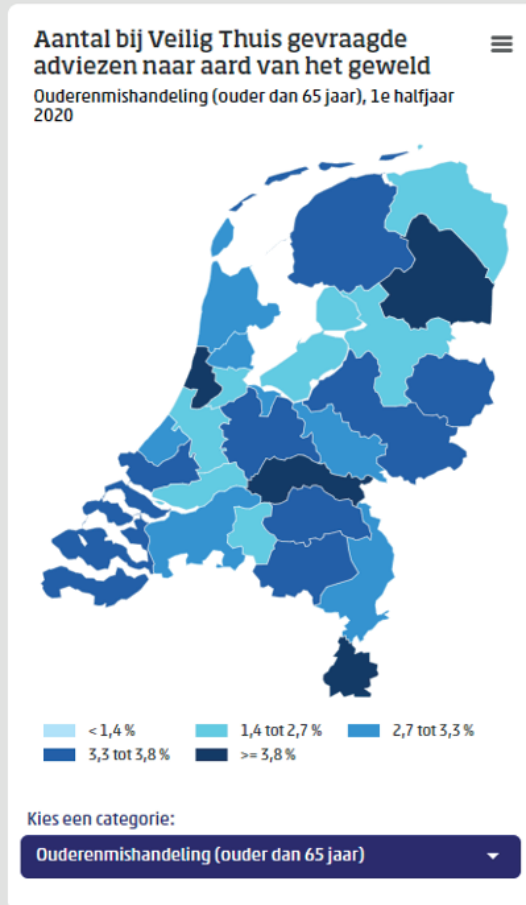 Aantal bij Veilig Thuis gevraagde
adviezen naar aard van het geweld
Ouderenmishandeling (ouder dan 65 jaar), 1e halfjaar
2020
< 1,4 %
1,4 tot 2,7 %
2,7 tot 3,3 %
3,3 tot 3,8 %
>= 3,8 %
Kies een categorie:
Ouderenmishandeling (ouder dan 65 jaar)